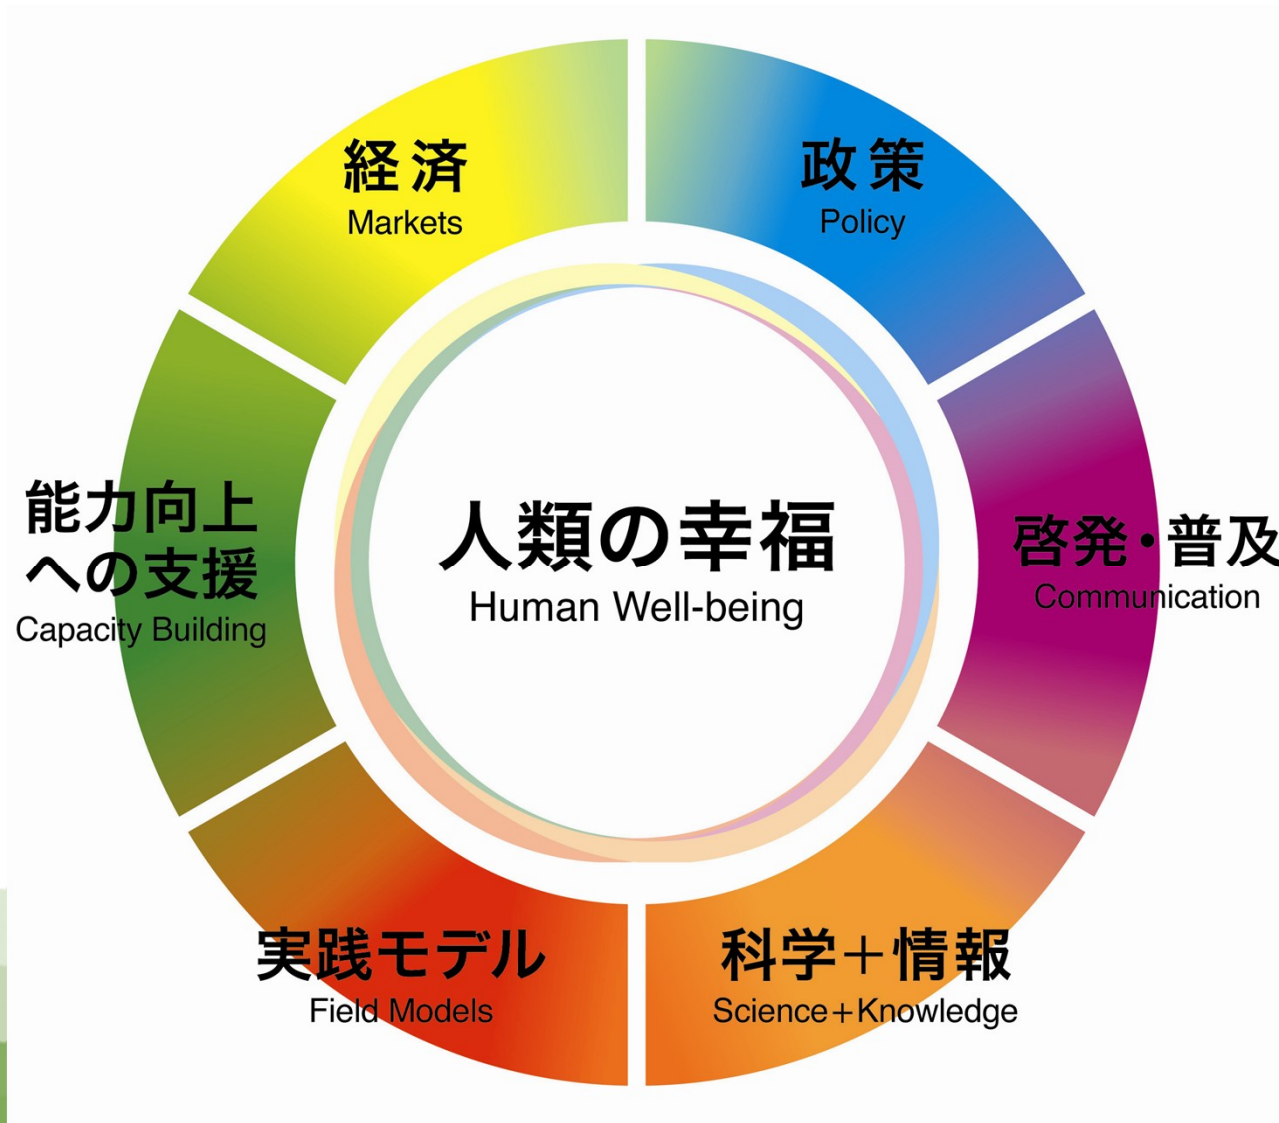 経済
Markets
政策
Policy
能力向上
への支援
Capacity Building
人類の幸福
Human Well-being
啓発・普及
Communication
実践モデル
Field Models
科学＋情報
Science+Knowledge